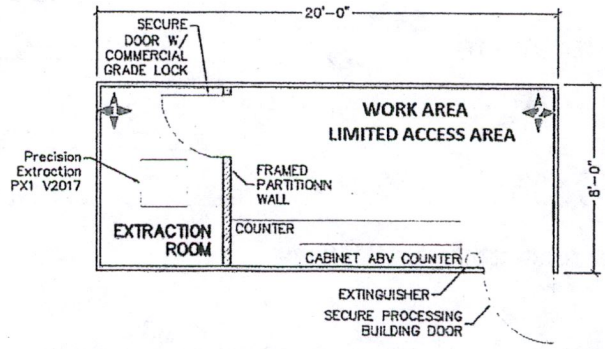 20'-0"
SECURE
DOOR W/
COMMERCIAL
GRADE LOCK
WORK AREA
LIMITED ACCESS AREA
8'-0"
Precision
Extraction
PX1 V2017
FRAMED
PARTITIONN
WALL
EXTRACTION
ROOM
COUNTER
CABINET ABV COUNTER
EXTINGUISHER
SECURE PROCESSING
BUILDING DOOR